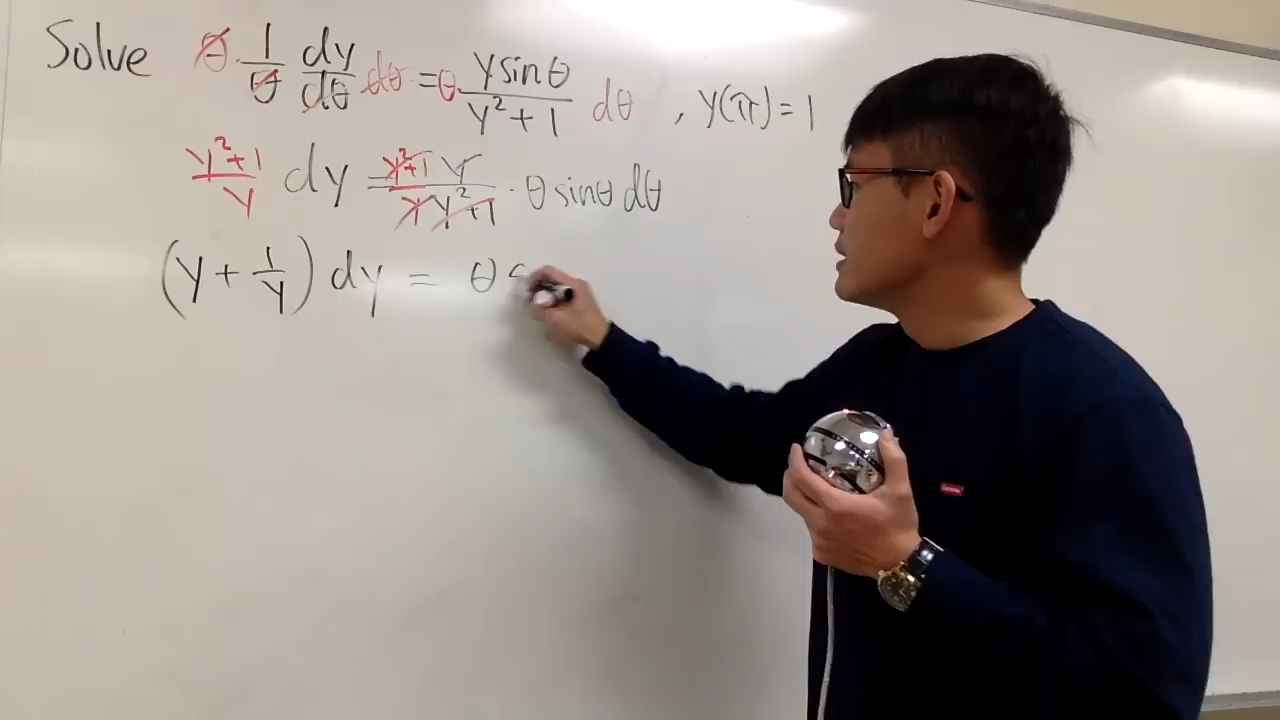 Solve θ · 1/θ dy/dθ dθ = θ · y sinθ / y² + 1 dθ , y(π) = 1
y²+1 / y dy = y²+1 y / y y²+1 · θ sinθ dθ
(y + 1/y) dy = θ s